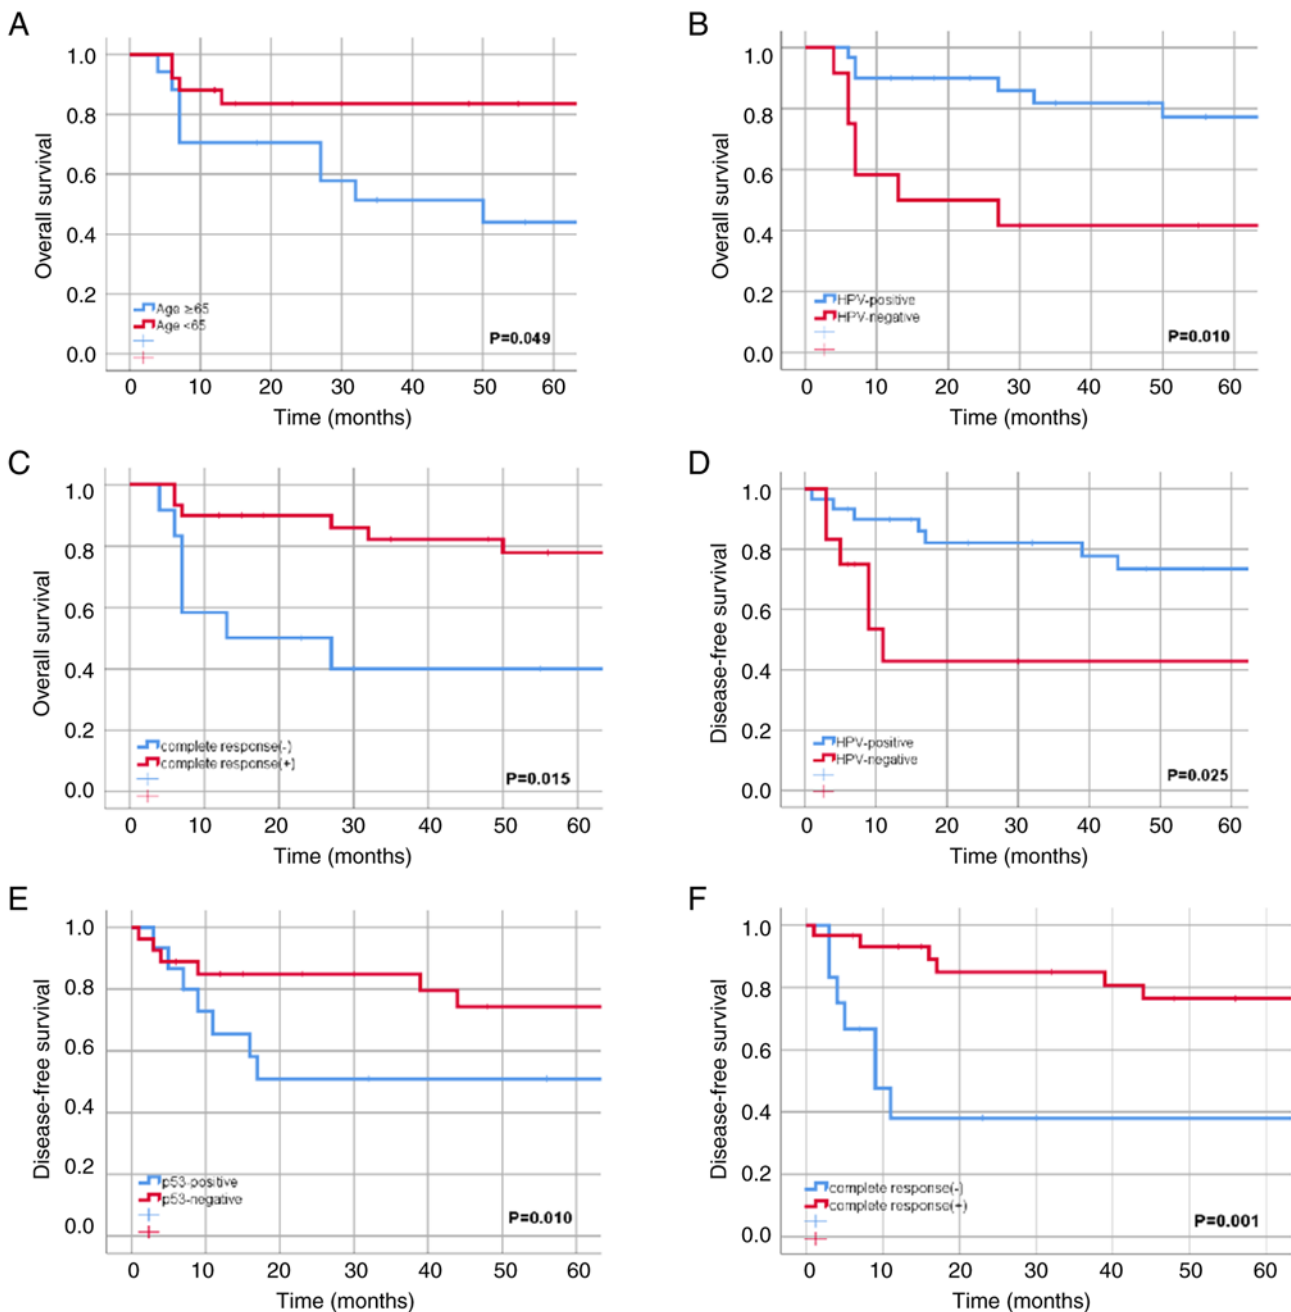 A
Overall survival
1.0
0.8
0.6
0.4
0.2
0.0
Age ≥65
Age <65
P=0.049
0 10 20 30 40 50 60
Time (months)
B
Overall survival
1.0
0.8
0.6
0.4
0.2
0.0
HPV-positive
HPV-negative
P=0.010
0 10 20 30 40 50 60
Time (months)
C
Overall survival
1.0
0.8
0.6
0.4
0.2
0.0
complete response(-)
complete response(+)
P=0.015
0 10 20 30 40 50 60
Time (months)
D
Disease-free survival
1.0
0.8
0.6
0.4
0.2
0.0
HPV-positive
HPV-negative
P=0.025
0 10 20 30 40 50 60
Time (months)
E
Disease-free survival
1.0
0.8
0.6
0.4
0.2
0.0
p53-positive
p53-negative
P=0.010
0 10 20 30 40 50 60
Time (months)
F
Disease-free survival
1.0
0.8
0.6
0.4
0.2
0.0
complete response(-)
complete response(+)
P=0.001
0 10 20 30 40 50 60
Time (months)